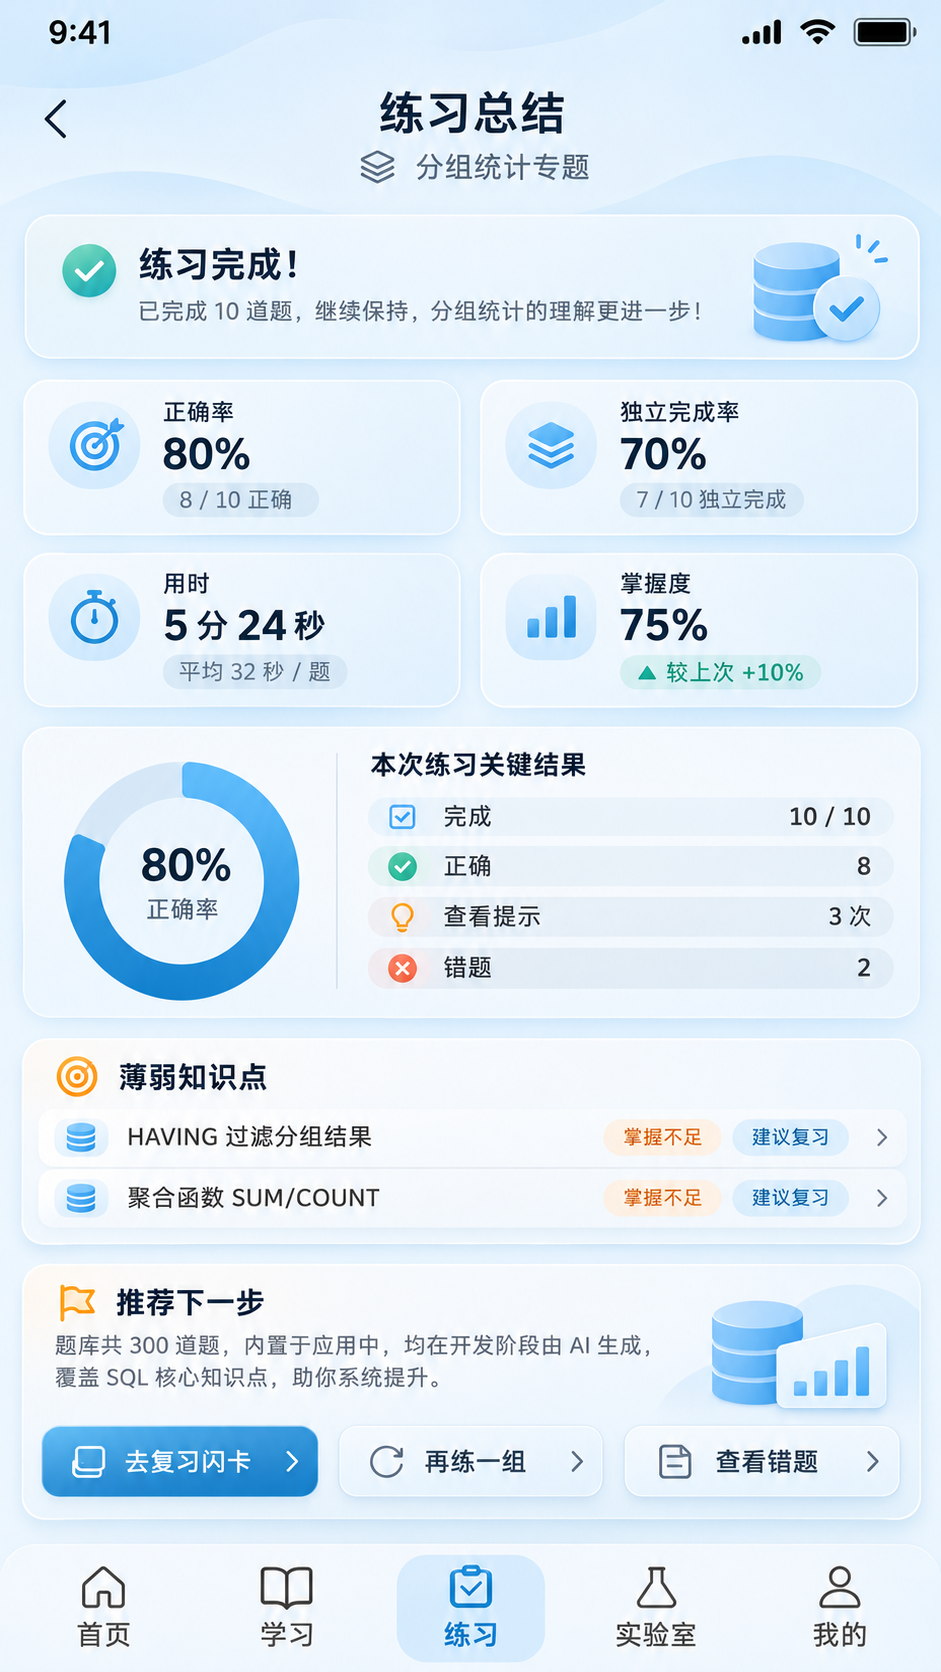 9:41
练习总结
分组统计专题
练习完成！
已完成 10 道题，继续保持，分组统计的理解更进一步！
正确率
80%
8 / 10 正确
独立完成率
70%
7 / 10 独立完成
用时
5 分 24 秒
平均 32 秒 / 题
掌握度
75%
较上次 +10%
80%
正确率
本次练习关键结果
完成 10 / 10
正确 8
查看提示 3 次
错题 2
薄弱知识点
HAVING 过滤分组结果 掌握不足 建议复习
聚合函数 SUM/COUNT 掌握不足 建议复习
推荐下一步
题库共 300 道题，内置于应用中，均在开发阶段由 AI 生成，
覆盖 SQL 核心知识点，助你系统提升。
去复习闪卡 再练一组 查看错题
首页 学习 练习 实验室 我的